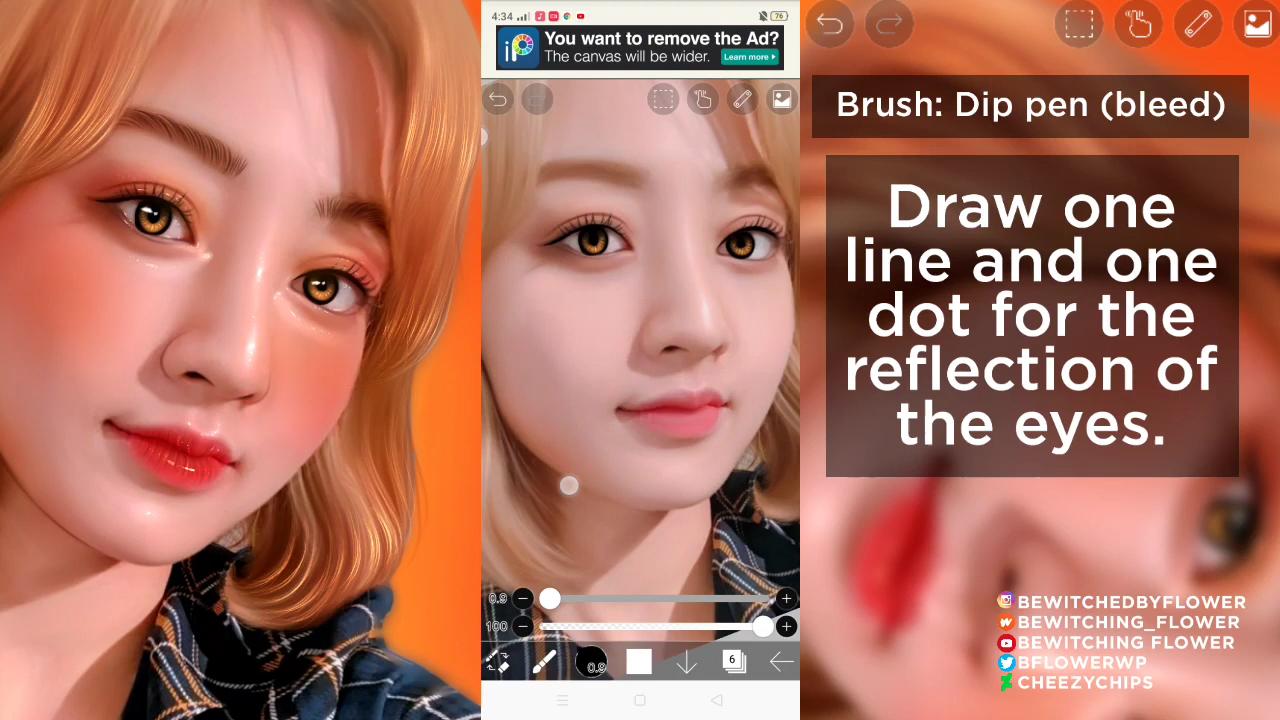 4:34
76
iP
You want to remove the Ad?
The canvas will be wider.
Learn more
0.9
100
0.9
6
Brush: Dip pen (bleed)
Draw one
line and one
dot for the
reflection of
the eyes.
BEWITCHEDBYFLOWER
BEWITCHING_FLOWER
BEWITCHING FLOWER
BFLOWERWP
CHEEZYCHIPS